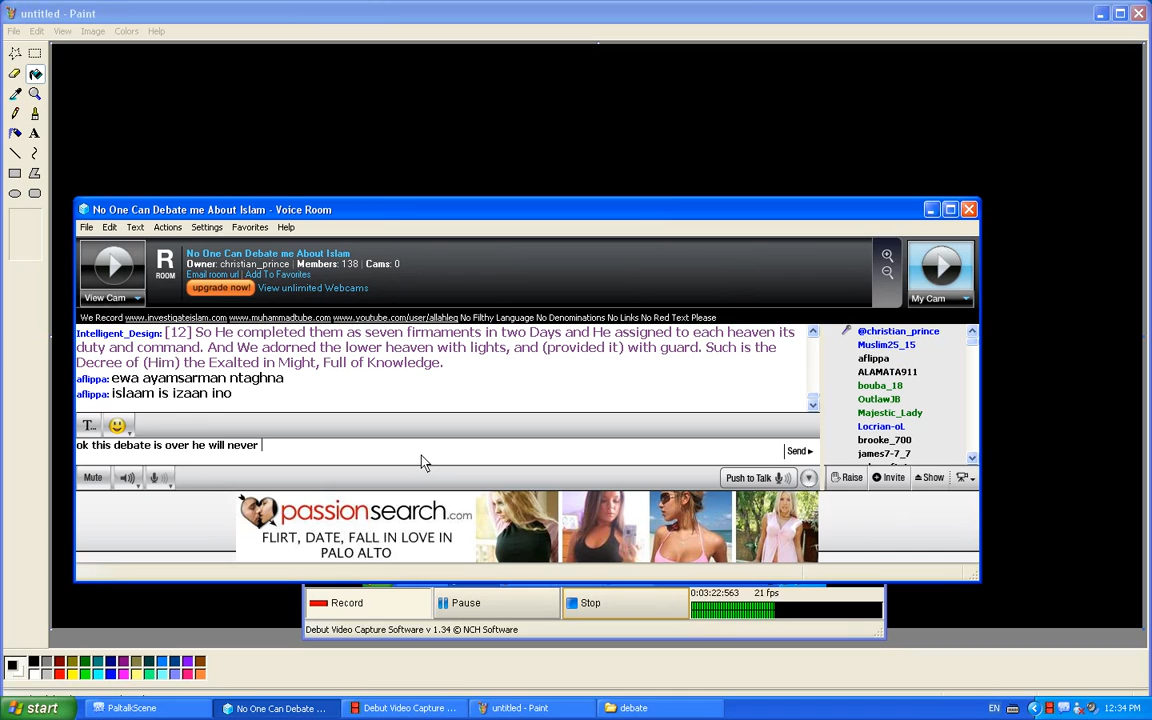 untitled - Paint
File Edit View Image Colors Help
No One Can Debate me About Islam - Voice Room
File Edit Text Actions Settings Favorites Help
View Cam
R
ROOM
No One Can Debate me About Islam
Owner: christian_prince | Members: 138 | Cams: 0
Email room url | Add To Favorites
upgrade now! View unlimited Webcams
My Cam
We Record www.investigateislam.com www.muhammadtube.com www.youtube.com/user/allahleq No Filthy Language No Denominations No Links No Red Text Please
Intelligent_Design: [12] So He completed them as seven firmaments in two Days and He assigned to each heaven its
duty and command. And We adorned the lower heaven with lights, and (provided it) with guard. Such is the
Decree of (Him) the Exalted in Might, Full of Knowledge.
aflippa: ewa ayamsarman ntaghna
aflippa: islaam is izaan ino
@christian_prince
Muslim25_15
aflippa
ALAMATA911
bouba_18
OutlawJB
Majestic_Lady
Locrian-oL
brooke_700
james7-7_7
T...
ok this debate is over he will never
Send
Mute
Push to Talk
Raise Invite Show
passionsearch.com
FLIRT, DATE, FALL IN LOVE IN
PALO ALTO
Record Pause Stop
0:03:22:563 21 fps
Debut Video Capture Software v 1.34 © NCH Software
start PaltalkScene No One Can Debate ... Debut Video Capture ... untitled - Paint debate EN 12:34 PM